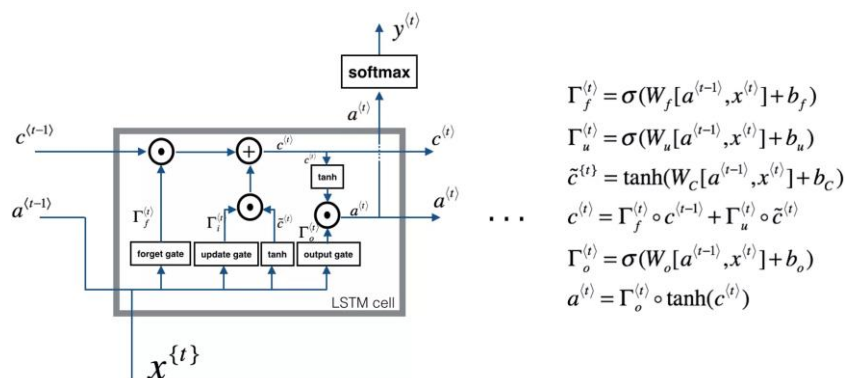 y⟨t⟩
softmax
a⟨t⟩
c⟨t-1⟩ c⟨t⟩ c⟨t⟩
c⟨t⟩
tanh
a⟨t-1⟩ a⟨t⟩ a⟨t⟩ ...
Γf⟨t⟩ Γi⟨t⟩ c̃⟨t⟩ Γo⟨t⟩
forget gate update gate tanh output gate
LSTM cell
x{t}
Γf⟨t⟩ = σ(Wf[a⟨t-1⟩, x⟨t⟩] + bf)
Γu⟨t⟩ = σ(Wu[a⟨t-1⟩, x⟨t⟩] + bu)
c̃{t} = tanh(WC[a⟨t-1⟩, x⟨t⟩] + bC)
c⟨t⟩ = Γf⟨t⟩ ∘ c⟨t-1⟩ + Γu⟨t⟩ ∘ c̃⟨t⟩
Γo⟨t⟩ = σ(Wo[a⟨t-1⟩, x⟨t⟩] + bo)
a⟨t⟩ = Γo⟨t⟩ ∘ tanh(c⟨t⟩)